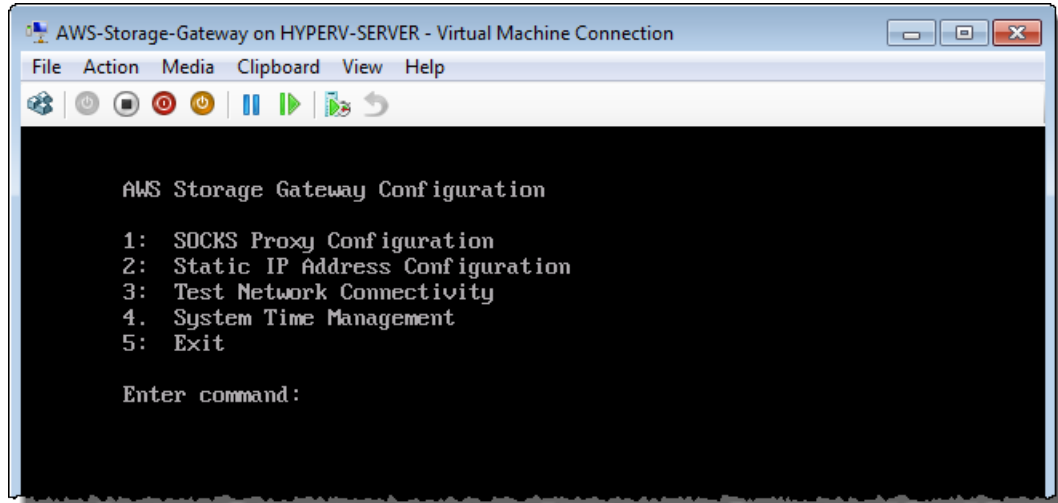 AWS-Storage-Gateway on HYPERV-SERVER - Virtual Machine Connection
File Action Media Clipboard View Help
AWS Storage Gateway Configuration
1: SOCKS Proxy Configuration
2: Static IP Address Configuration
3: Test Network Connectivity
4. System Time Management
5: Exit
Enter command: